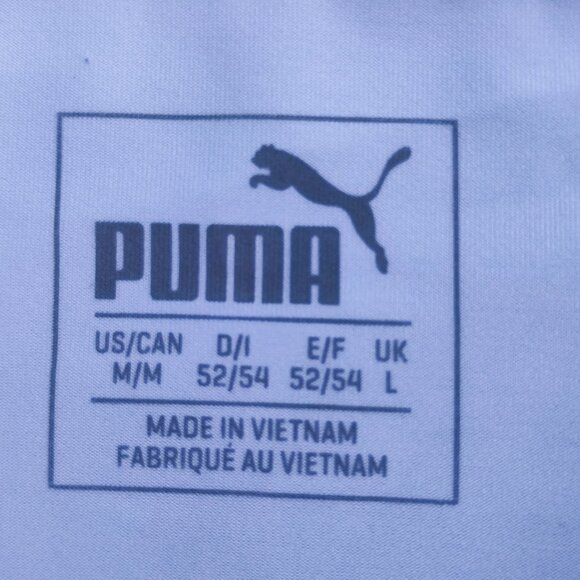 PUMA
US/CAN D/I E/F UK
M/M 52/54 52/54 L
MADE IN VIETNAM
FABRIQUÉ AU VIETNAM